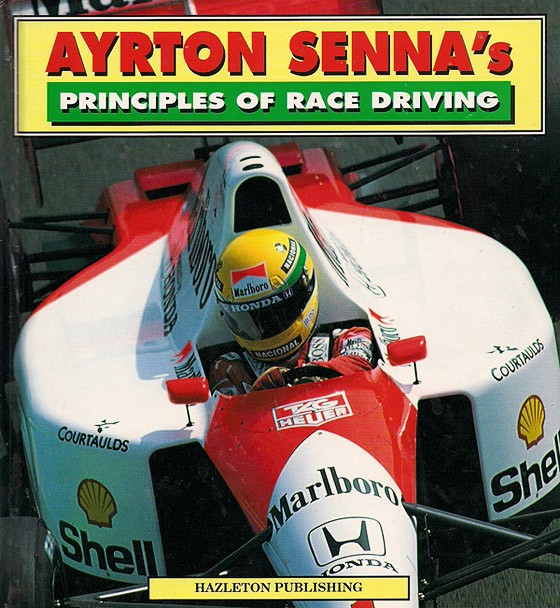 AYRTON SENNA's
PRINCIPLES OF RACE DRIVING
Marlboro
HONDA
NACIONAL
BOSS
TAG
HEUER
COURTAULDS
COURTAULDS
Shell
Shell
Marlboro
HONDA
HAZLETON PUBLISHING